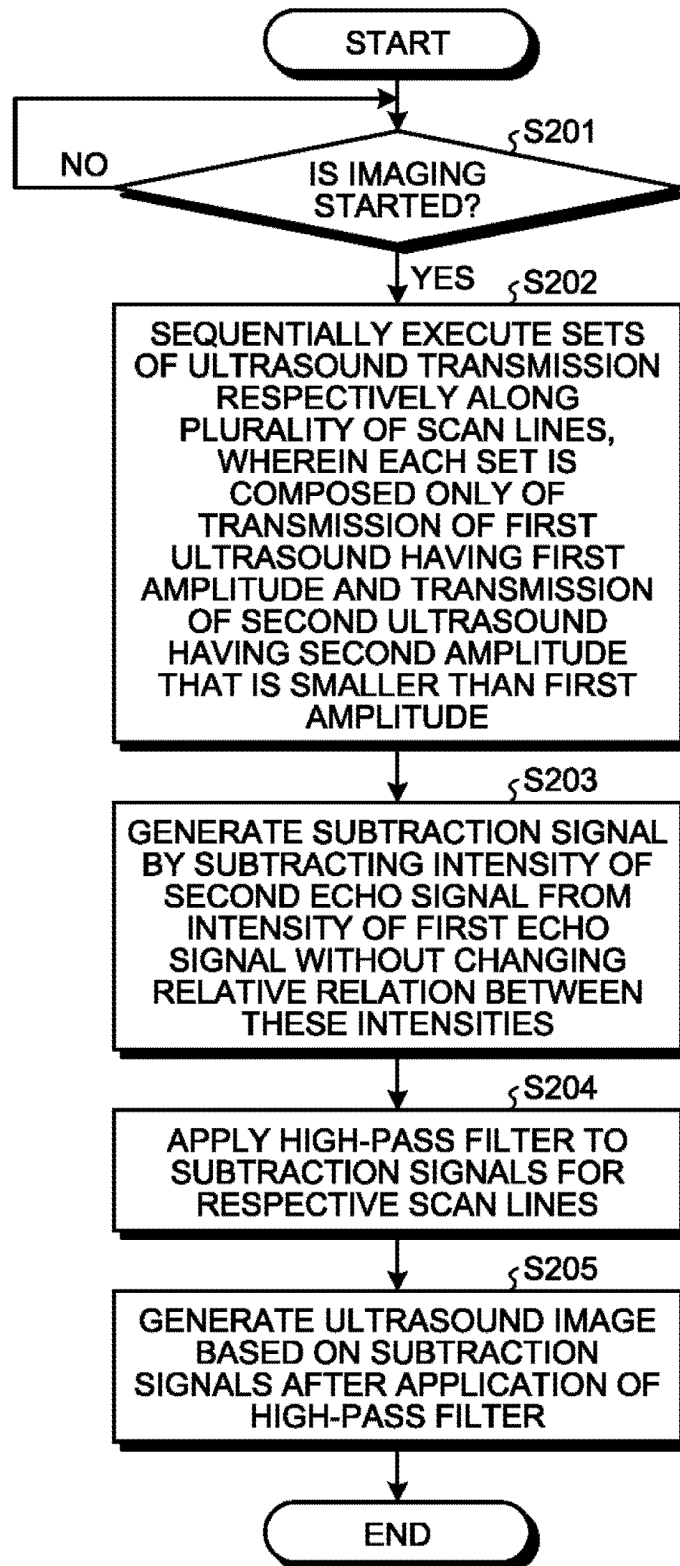 START
S201
NO
IS IMAGING
STARTED?
YES
S202
SEQUENTIALLY EXECUTE SETS
OF ULTRASOUND TRANSMISSION
RESPECTIVELY ALONG
PLURALITY OF SCAN LINES,
WHEREIN EACH SET IS
COMPOSED ONLY OF
TRANSMISSION OF FIRST
ULTRASOUND HAVING FIRST
AMPLITUDE AND TRANSMISSION
OF SECOND ULTRASOUND
HAVING SECOND AMPLITUDE
THAT IS SMALLER THAN FIRST
AMPLITUDE
S203
GENERATE SUBTRACTION SIGNAL
BY SUBTRACTING INTENSITY OF
SECOND ECHO SIGNAL FROM
INTENSITY OF FIRST ECHO
SIGNAL WITHOUT CHANGING
RELATIVE RELATION BETWEEN
THESE INTENSITIES
S204
APPLY HIGH-PASS FILTER TO
SUBTRACTION SIGNALS FOR
RESPECTIVE SCAN LINES
S205
GENERATE ULTRASOUND IMAGE
BASED ON SUBTRACTION
SIGNALS AFTER APPLICATION OF
HIGH-PASS FILTER
END